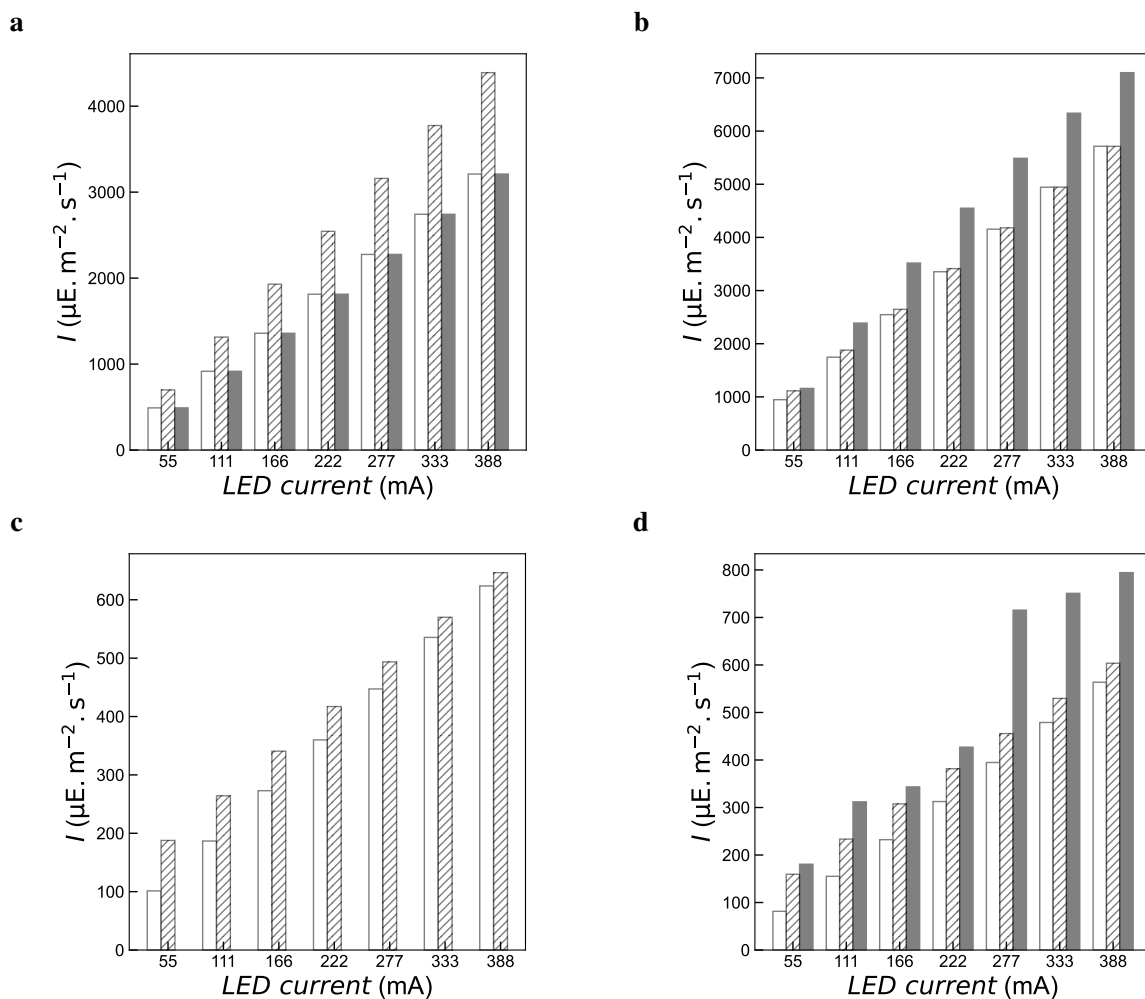 a
4000
3000
2000
1000
0
I (μE. m⁻². s⁻¹)
55 111 166 222 277 333 388
LED current (mA)
b
7000
6000
5000
4000
3000
2000
1000
0
I (μE. m⁻². s⁻¹)
55 111 166 222 277 333 388
LED current (mA)
c
600
500
400
300
200
100
0
I (μE. m⁻². s⁻¹)
55 111 166 222 277 333 388
LED current (mA)
d
800
700
600
500
400
300
200
100
0
I (μE. m⁻². s⁻¹)
55 111 166 222 277 333 388
LED current (mA)